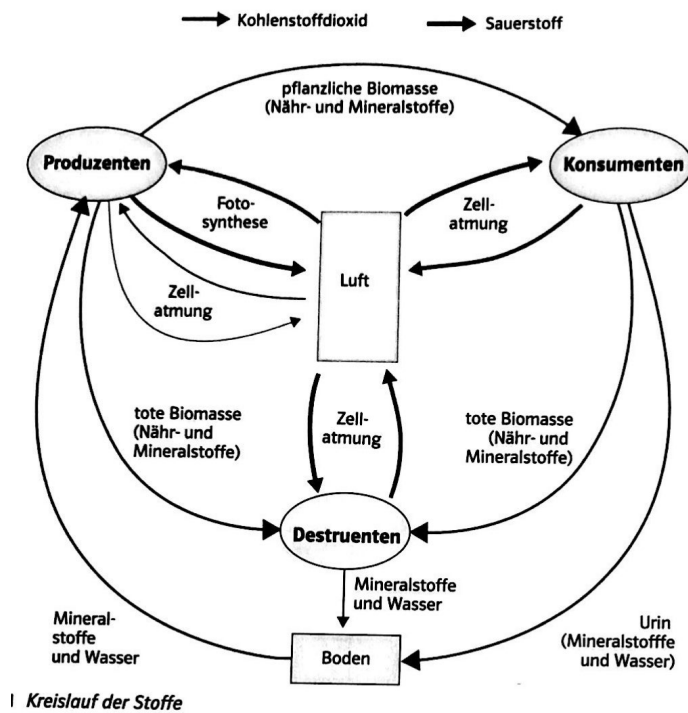 Kohlenstoffdioxid
Sauerstoff
pflanzliche Biomasse
(Nähr- und Mineralstoffe)
Produzenten
Konsumenten
Foto-
synthese
Zell-
atmung
Luft
Zell-
atmung
Zell-
atmung
tote Biomasse
(Nähr- und
Mineralstoffe)
tote Biomasse
(Nähr- und
Mineralstoffe)
Destruenten
Mineralstoffe
und Wasser
Mineral-
stoffe
und Wasser
Boden
Urin
(Mineralstofffe
und Wasser)
I Kreislauf der Stoffe